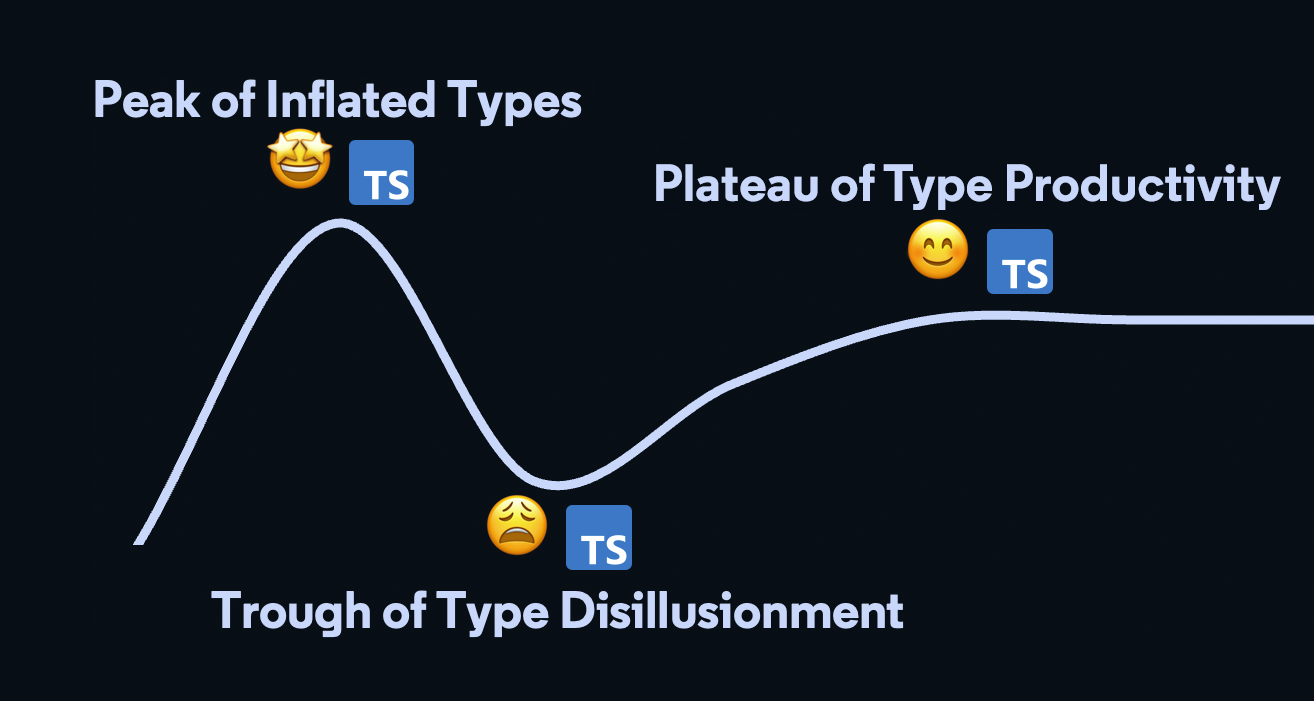 Peak of Inflated Types
TS
Plateau of Type Productivity
TS
TS
Trough of Type Disillusionment